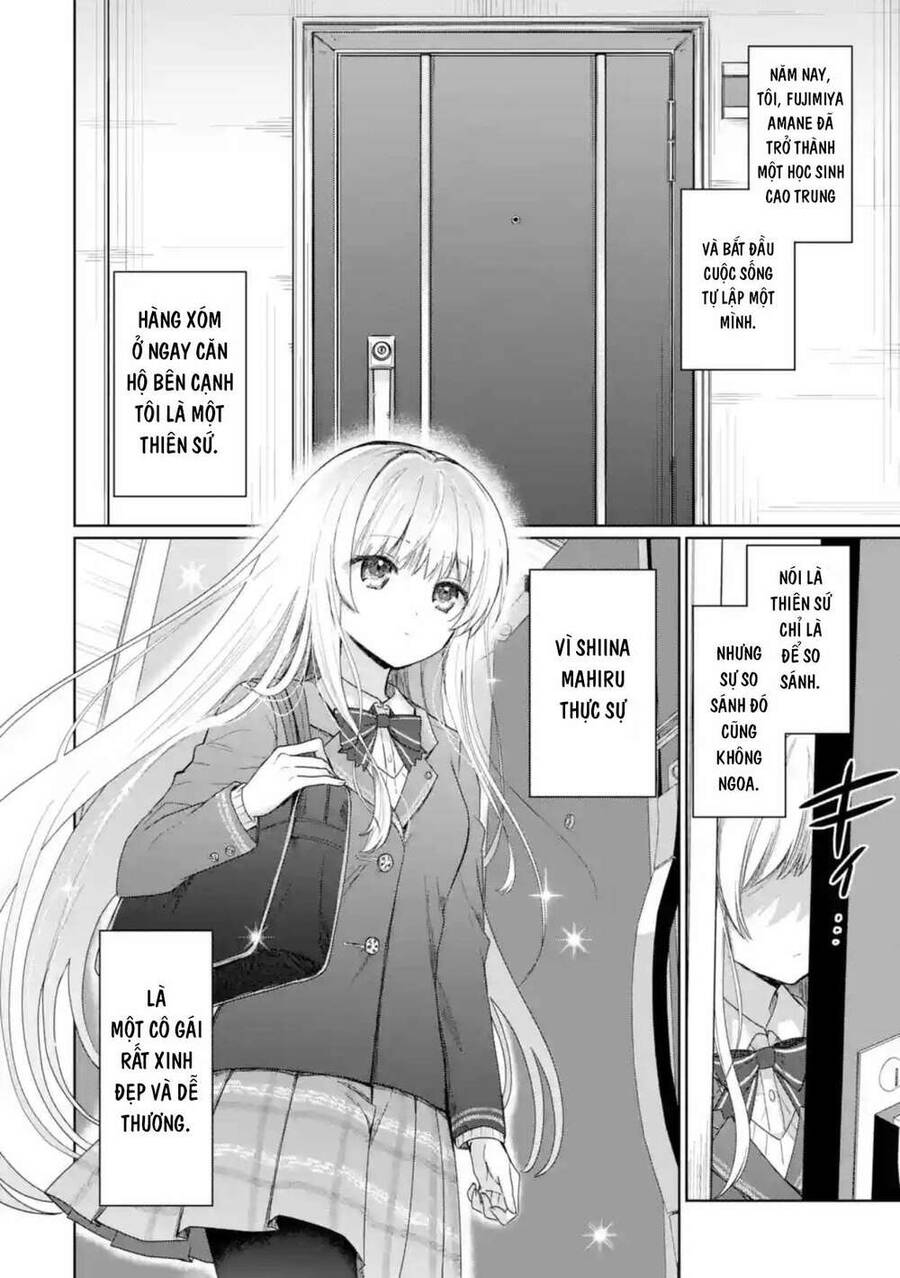 NĂM NAY,
TÔI, FUJIMIYA
AMANE ĐÃ
TRỞ THÀNH
MỘT HỌC SINH
CAO TRUNG
VÀ BẮT ĐẦU
CUỘC SỐNG
TỰ LẬP MỘT
MÌNH.
HÀNG XÓM
Ở NGAY CĂN
HỘ BÊN CẠNH
TÔI LÀ MỘT
THIÊN SỨ.
NÓI LÀ
THIÊN SỨ
CHỈ LÀ
ĐỂ SO
SÁNH.
NHƯNG
SỰ SO
SÁNH ĐÓ
CŨNG
KHÔNG
NGOA.
キィ…
VÌ SHIINA
MAHIRU
THỰC SỰ
LÀ
MỘT CÔ GÁI
RẤT XINH
ĐẸP VÀ DỄ
THƯƠNG.